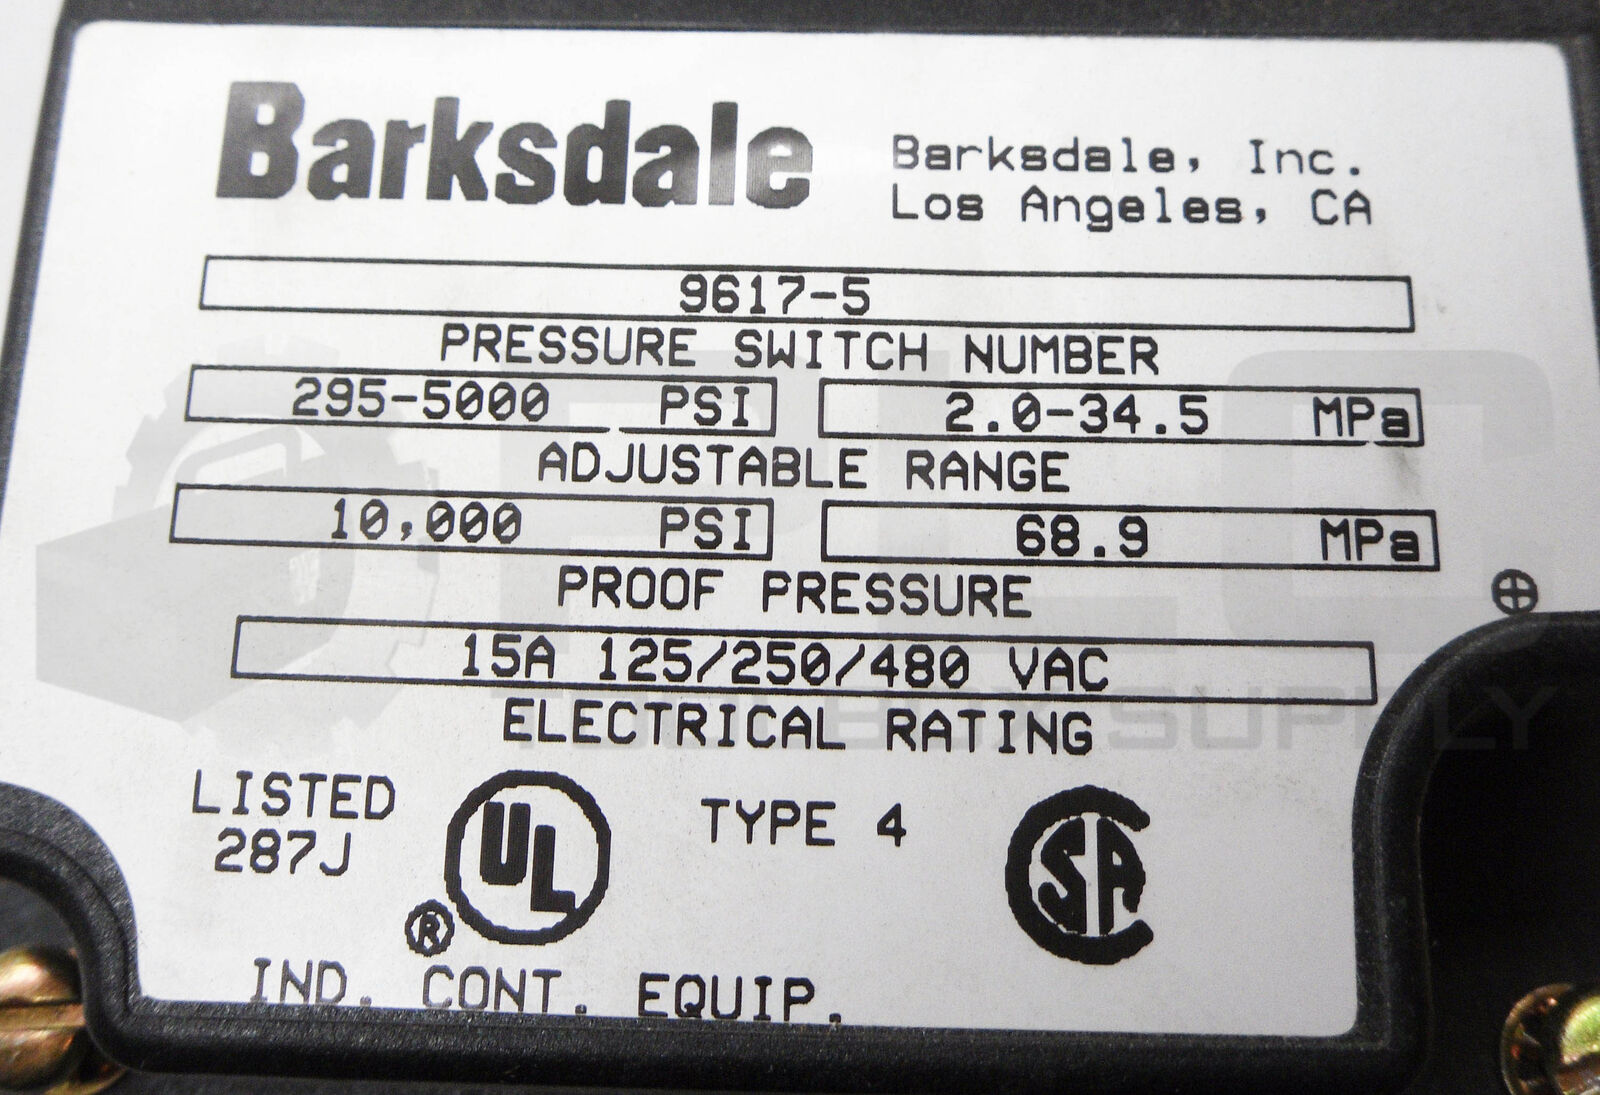 Barksdale
Barksdale, Inc.
Los Angeles, CA
9617-5
PRESSURE SWITCH NUMBER
295-5000 PSI 2.0-34.5 MPa
ADJUSTABLE RANGE
10,000 PSI 68.9 MPa
PROOF PRESSURE
15A 125/250/480 VAC
ELECTRICAL RATING
LISTED
287J
UL
®
TYPE 4
SA
IND. CONT. EQUIP.
PLC
SUPPLY